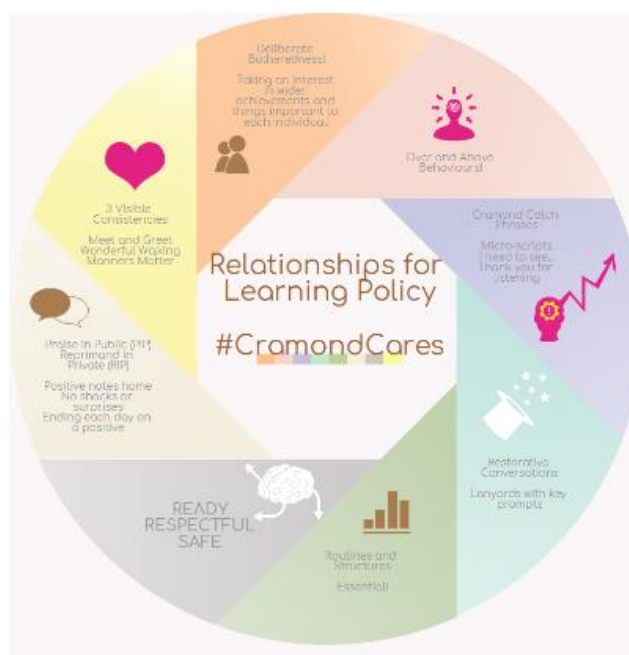 Relationships for
Learning Policy
#CramondCares
Deliberate
Botheredness!
Taking an interest
in wider
achievements and
things important to
each individual.
Over and Above
Behaviours!
Cramond Catch
Phrases
Micro-scripts
I need to see..
Thank you for
listening
Restorative
Conversations
Lanyards with key
prompts
Routines and
Structures
Essential!
READY
RESPECTFUL
SAFE
Praise in Public (PIP)
Reprimand in
Private (RIP)
Positive notes home
No shocks or
surprises
Ending each day on
a positive
3 Visible
Consistencies
Meet and Greet
Wonderful Walking
Manners Matter